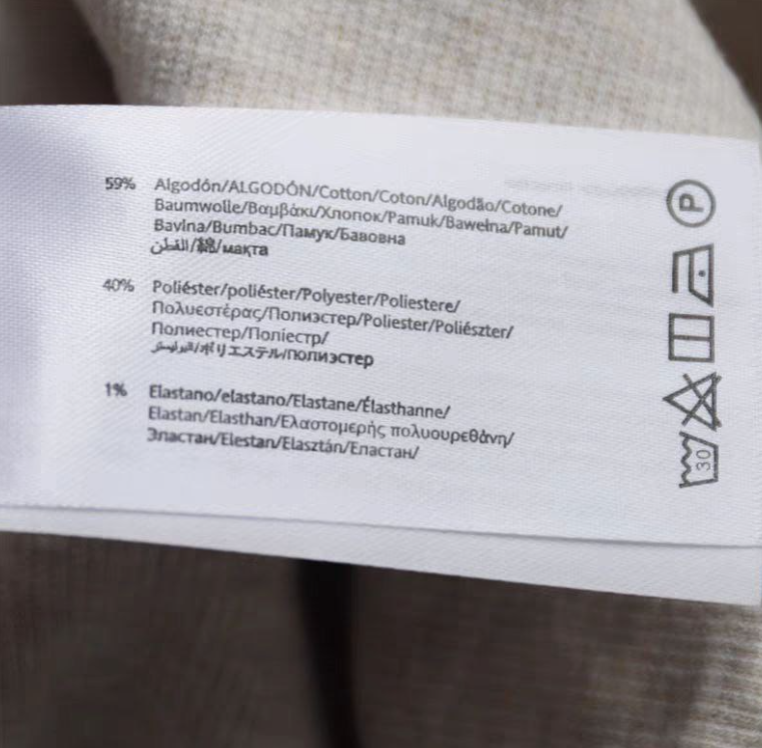 59% Algodón/ALGODÓN/Cotton/Coton/Algodão/Cotone/
Baumwolle/Βαμβάκι/Хлопок/Pamuk/Bawełna/Pamut/
Bavlna/Bumbac/Памук/Бавовна
القطن/綿/мақта
40% Poliéster/poliéster/Polyester/Poliestere/
Πολυεστέρας/Полиэстер/Poliester/Poliészter/
Полиестер/Поліестр/
البوليستر/ポリエステル/полиэстер
1% Elastano/elastano/Elastane/Élasthanne/
Elastan/Elasthan/Ελαστομερής πολυουρεθάνη/
Эластан/Elestan/Elasztán/Еластан/
P
30